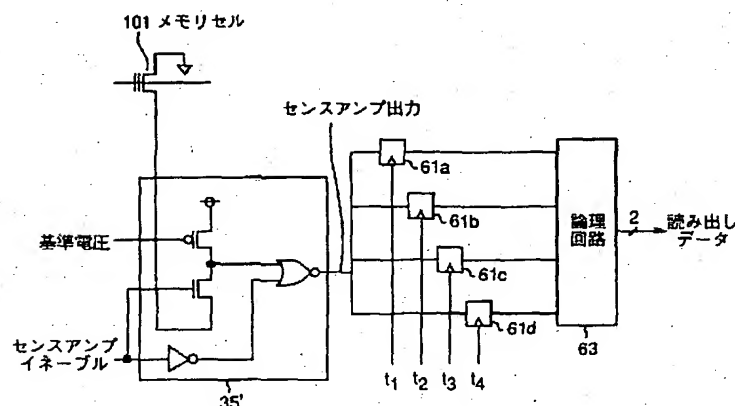 101 メモリセル
センスアンプ出力
61a
61b
61c
61d
論理
回路
2
読み出し
データ
63
基準電圧
センスアンプ
イネーブル
35'
t1
t2
t3
t4